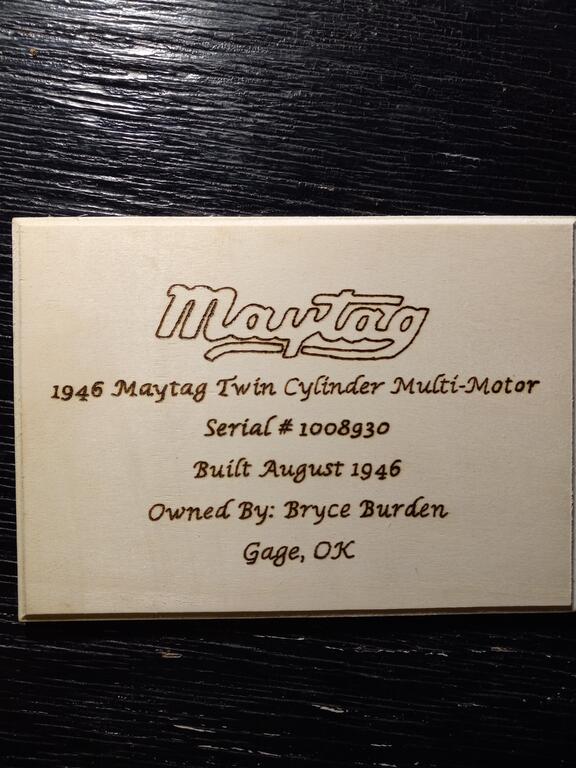 Maytag
1946 Maytag Twin Cylinder Multi-Motor
Serial # 1008930
Built August 1946
Owned By: Bryce Burden
Gage, OK